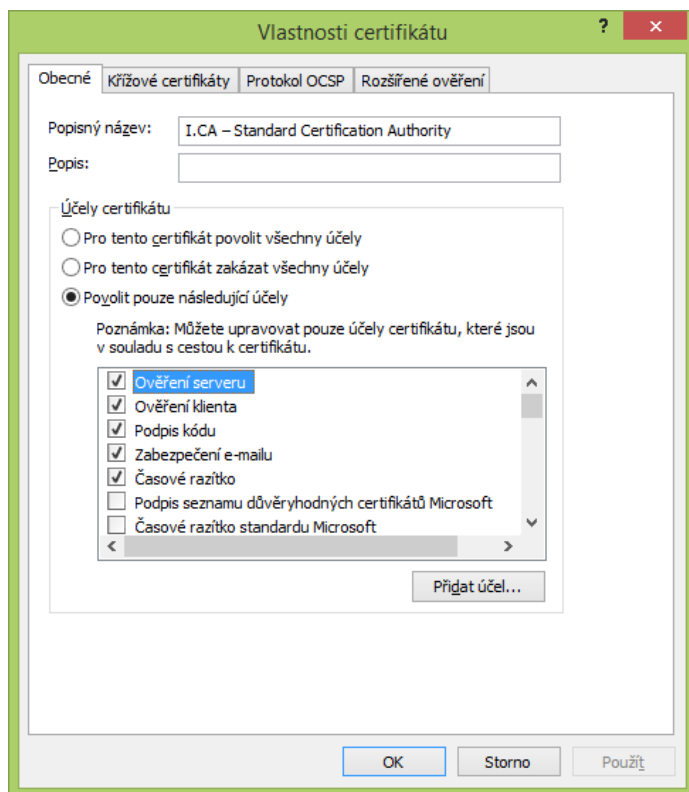 Vlastnosti certifikátu
?
Obecné Křížové certifikáty Protokol OCSP Rozšířené ověření
Popisný název: I.CA – Standard Certification Authority
Popis:
Účely certifikátu
Pro tento certifikát povolit všechny účely
Pro tento certifikát zakázat všechny účely
Povolit pouze následující účely
Poznámka: Můžete upravovat pouze účely certifikátu, které jsou
v souladu s cestou k certifikátu.
Ověření serveru
Ověření klienta
Podpis kódu
Zabezpečení e-mailu
Časové razítko
Podpis seznamu důvěryhodných certifikátů Microsoft
Časové razítko standardu Microsoft
Přidat účel...
OK Storno Použít